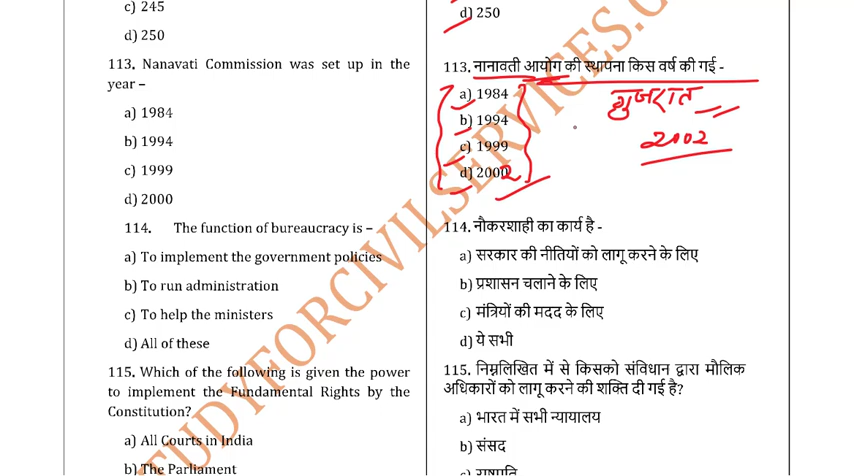 c) 245
d) 250
113. Nanavati Commission was set up in the
year –
a) 1984
b) 1994
c) 1999
d) 2000
114. The function of bureaucracy is –
a) To implement the government policies
b) To run administration
c) To help the ministers
d) All of these
115. Which of the following is given the power
to implement the Fundamental Rights by the
Constitution?
a) All Courts in India
b) The Parliament
d) 250
113. नानावती आयोग की स्थापना किस वर्ष की गई -
a) 1984
b) 1994
c) 1999
d) 2000 2
गुजरात
2002
114. नौकरशाही का कार्य है -
a) सरकार की नीतियों को लागू करने के लिए
b) प्रशासन चलाने के लिए
c) मंत्रियों की मदद के लिए
d) ये सभी
115. निम्नलिखित में से किसको संविधान द्वारा मौलिक
अधिकारों को लागू करने की शक्ति दी गई है?
a) भारत में सभी न्यायालय
b) संसद
c) राष्ट्रपति
STUDYFORCIVILSERVICES.C